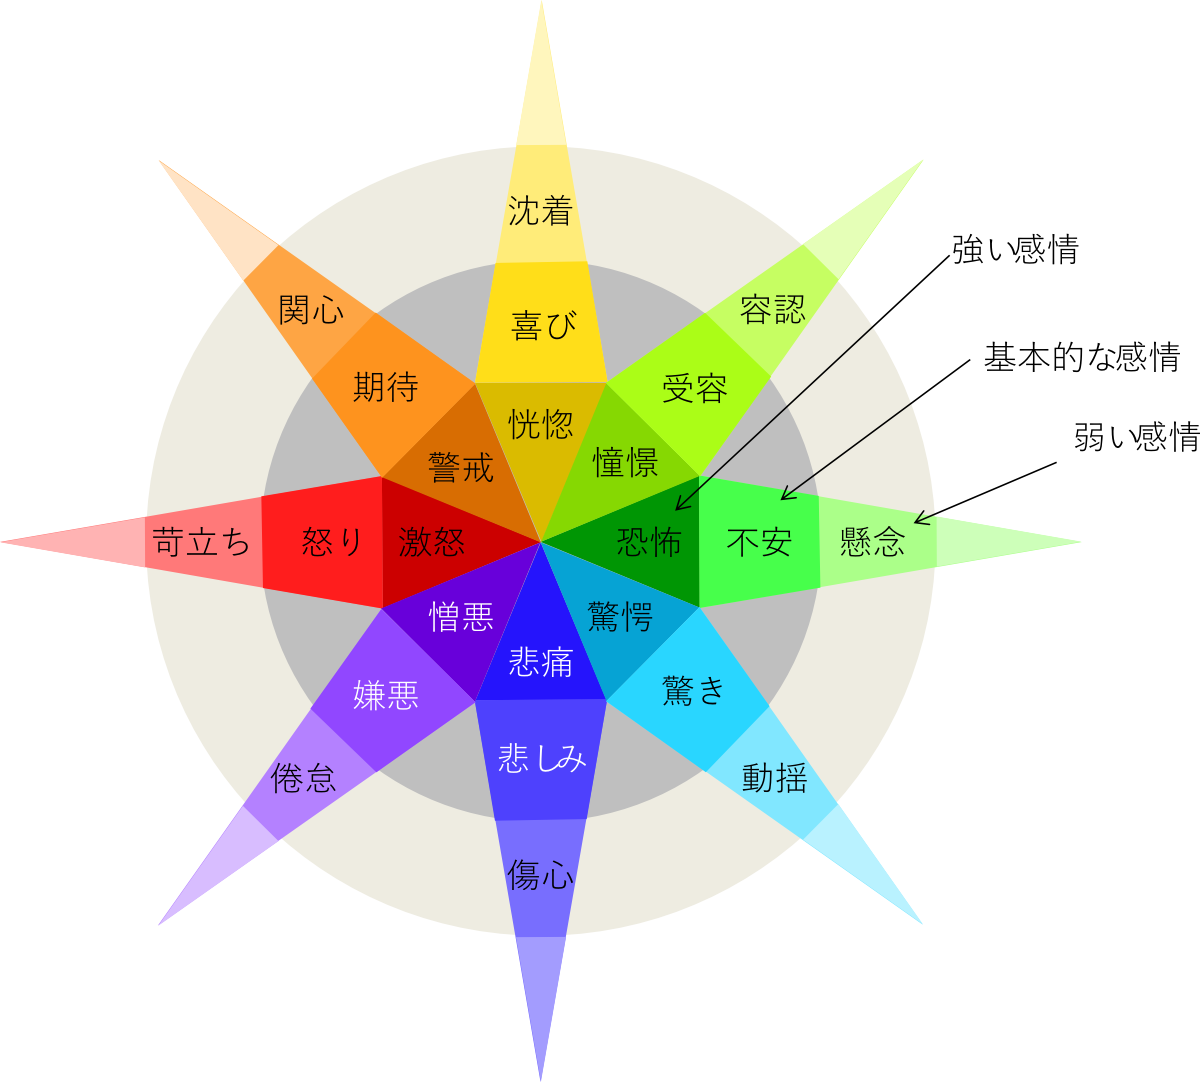 沈着
強い感情
関心
容認
喜び
基本的な感情
期待
受容
弱い感情
恍惚
警戒
憧憬
苛立ち
怒り
激怒
恐怖
不安
懸念
憎悪
驚愕
悲痛
嫌悪
驚き
悲しみ
倦怠
動揺
傷心